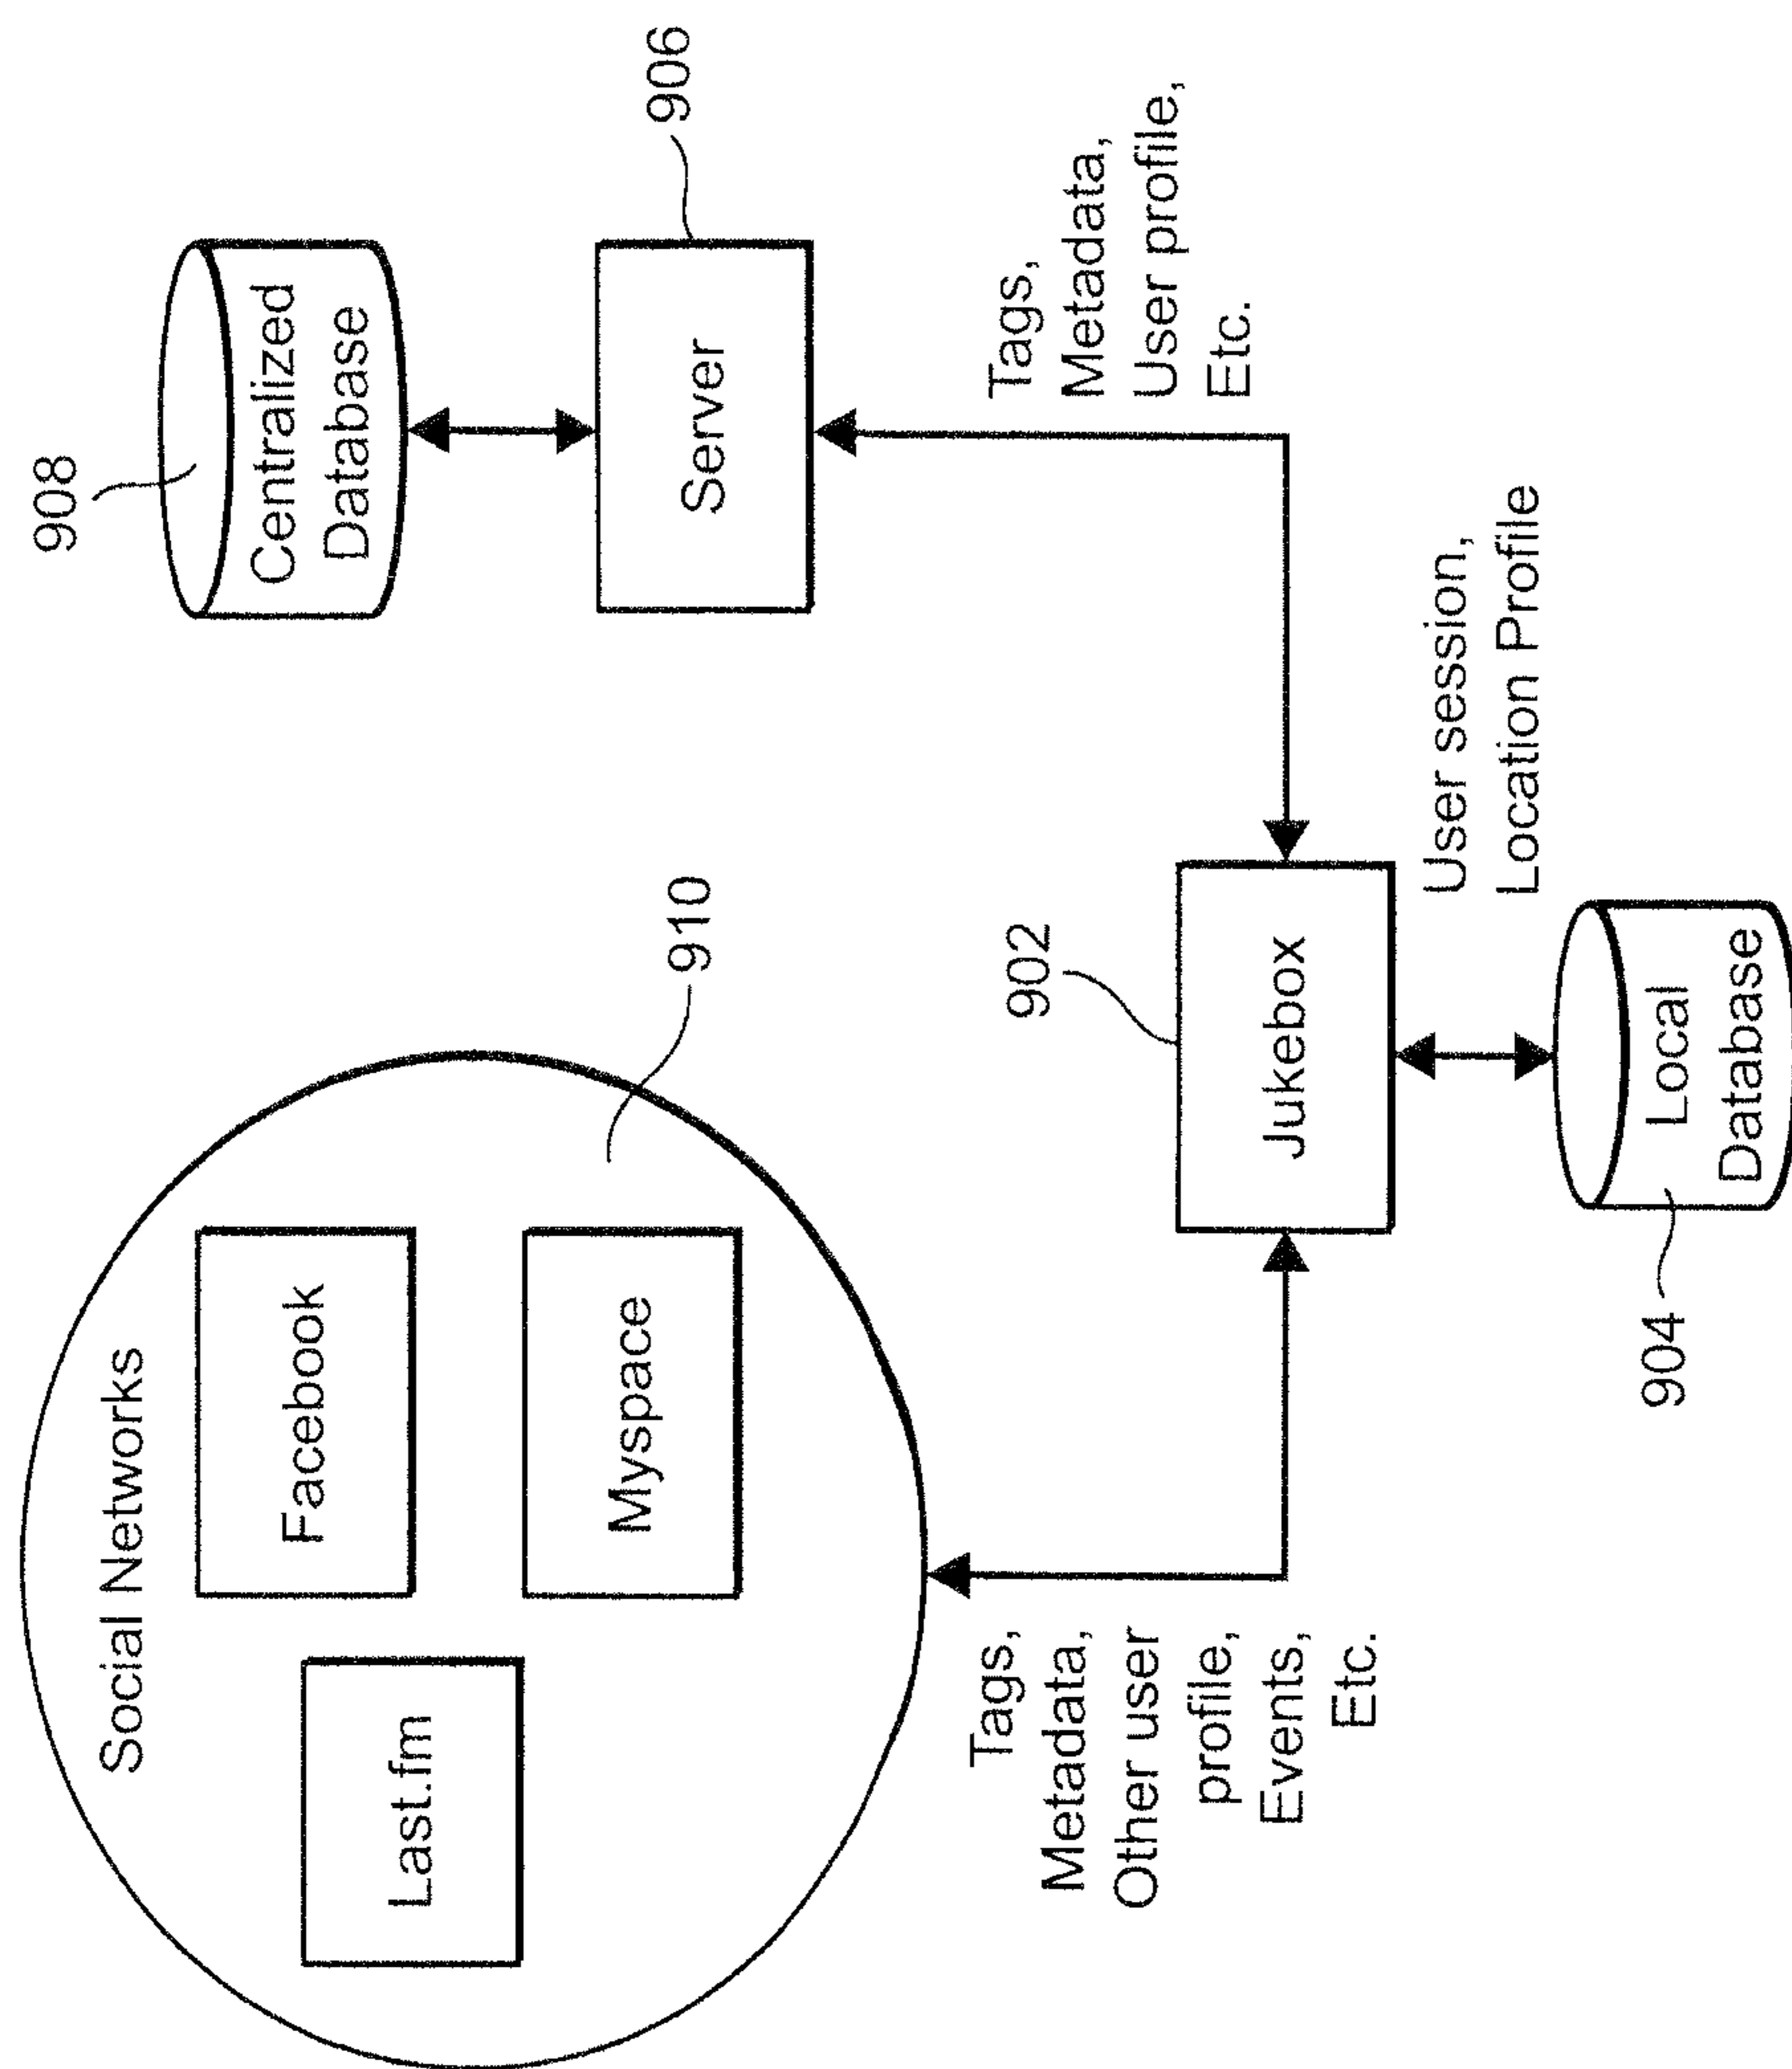 Social Networks
Last.fm
Facebook
Myspace
910
908
Centralized
Database
Server
906
Tags,
Metadata,
Other user
profile,
Events,
Etc.
Tags,
Metadata,
User profile,
Etc.
902
Jukebox
User session,
Location Profile
904
Local
Database